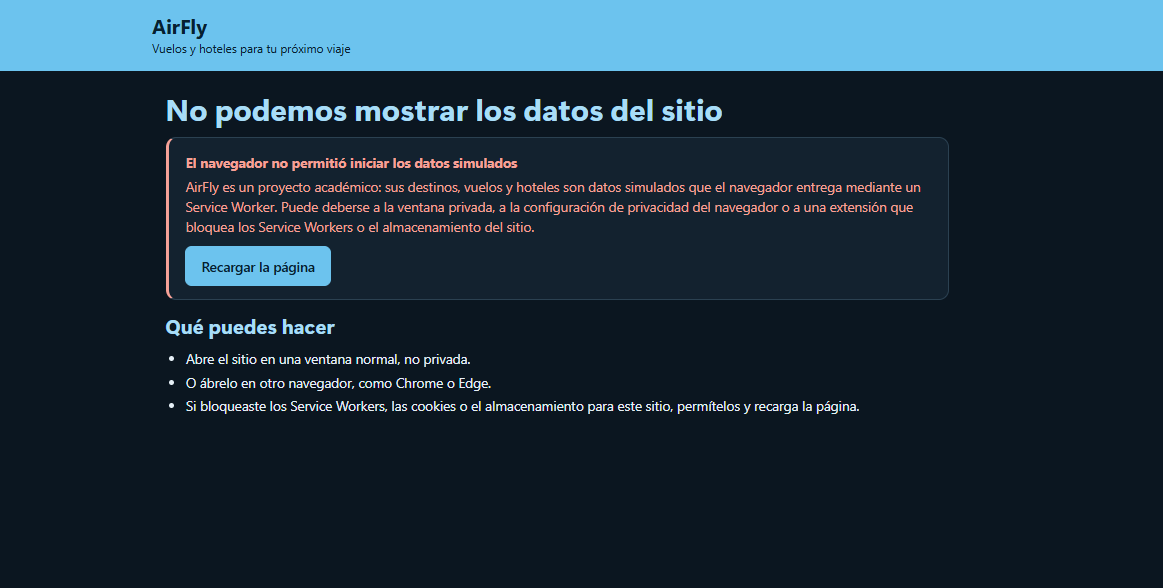 AirFly
Vuelos y hoteles para tu próximo viaje
No podemos mostrar los datos del sitio
El navegador no permitió iniciar los datos simulados
AirFly es un proyecto académico: sus destinos, vuelos y hoteles son datos simulados que el navegador entrega mediante un
Service Worker. Puede deberse a la ventana privada, a la configuración de privacidad del navegador o a una extensión que
bloquea los Service Workers o el almacenamiento del sitio.
Recargar la página
Qué puedes hacer
• Abre el sitio en una ventana normal, no privada.
• O ábrelo en otro navegador, como Chrome o Edge.
• Si bloqueaste los Service Workers, las cookies o el almacenamiento para este sitio, permítelos y recarga la página.